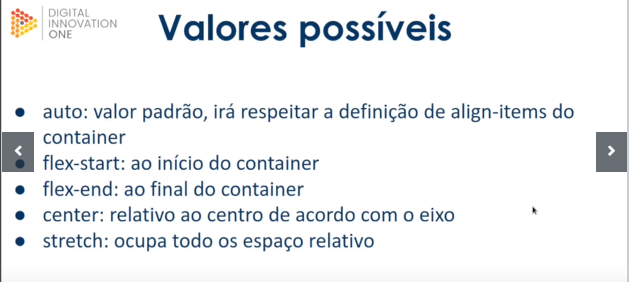 DIGITAL
INNOVATION
ONE
Valores possíveis
● auto: valor padrão, irá respeitar a definição de align-items do
container
● flex-start: ao início do container
● flex-end: ao final do container
● center: relativo ao centro de acordo com o eixo
● stretch: ocupa todo os espaço relativo